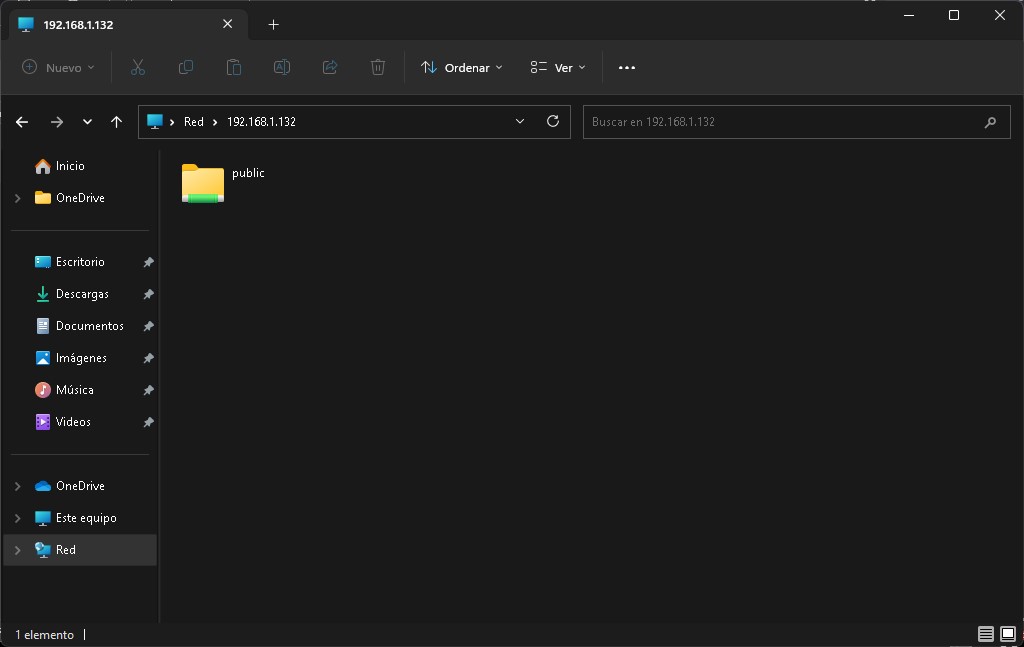 192.168.1.132
Nuevo
Ordenar
Ver
Red
192.168.1.132
Buscar en 192.168.1.132
Inicio
OneDrive
Escritorio
Descargas
Documentos
Imágenes
Música
Videos
OneDrive
Este equipo
Red
public
1 elemento